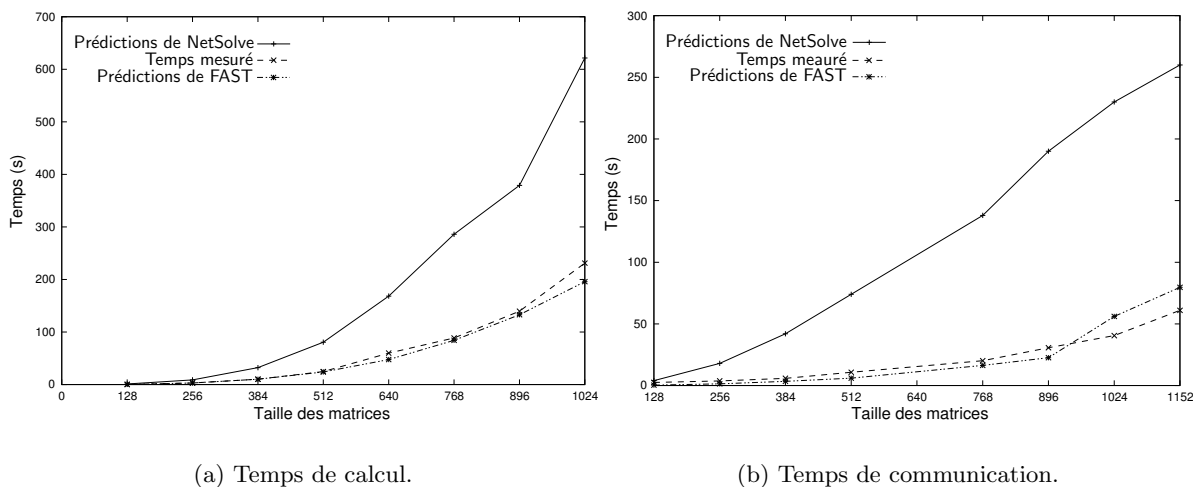 700
600
500
400
300
200
100
0
Temps (s)
Prédictions de NetSolve
Temps mesuré
Prédictions de FAST
0 128 256 384 512 640 768 896 1024
Taille des matrices
(a) Temps de calcul.
300
250
200
150
100
50
0
Temps (s)
Prédictions de NetSolve
Temps meauré
Prédictions de FAST
128 256 384 512 640 768 896 1024 1152
Taille des matrices
(b) Temps de communication.